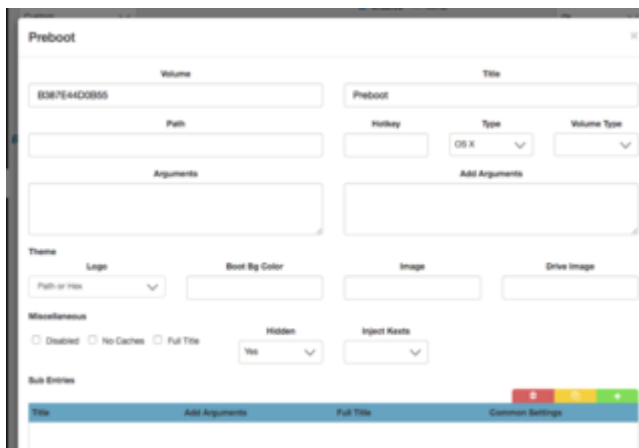 Preboot
Volume Title
B387E44D0B55 Preboot
Path Hotkey Type Volume Type
OS X
Arguments Add Arguments
Theme
Logo Boot Bg Color Image Drive Image
Path or Hex
Miscellaneous
Hidden Inject Kexts
Disabled No Caches Full Title
Yes
Sub Entries
Title Add Arguments Full Title Common Settings